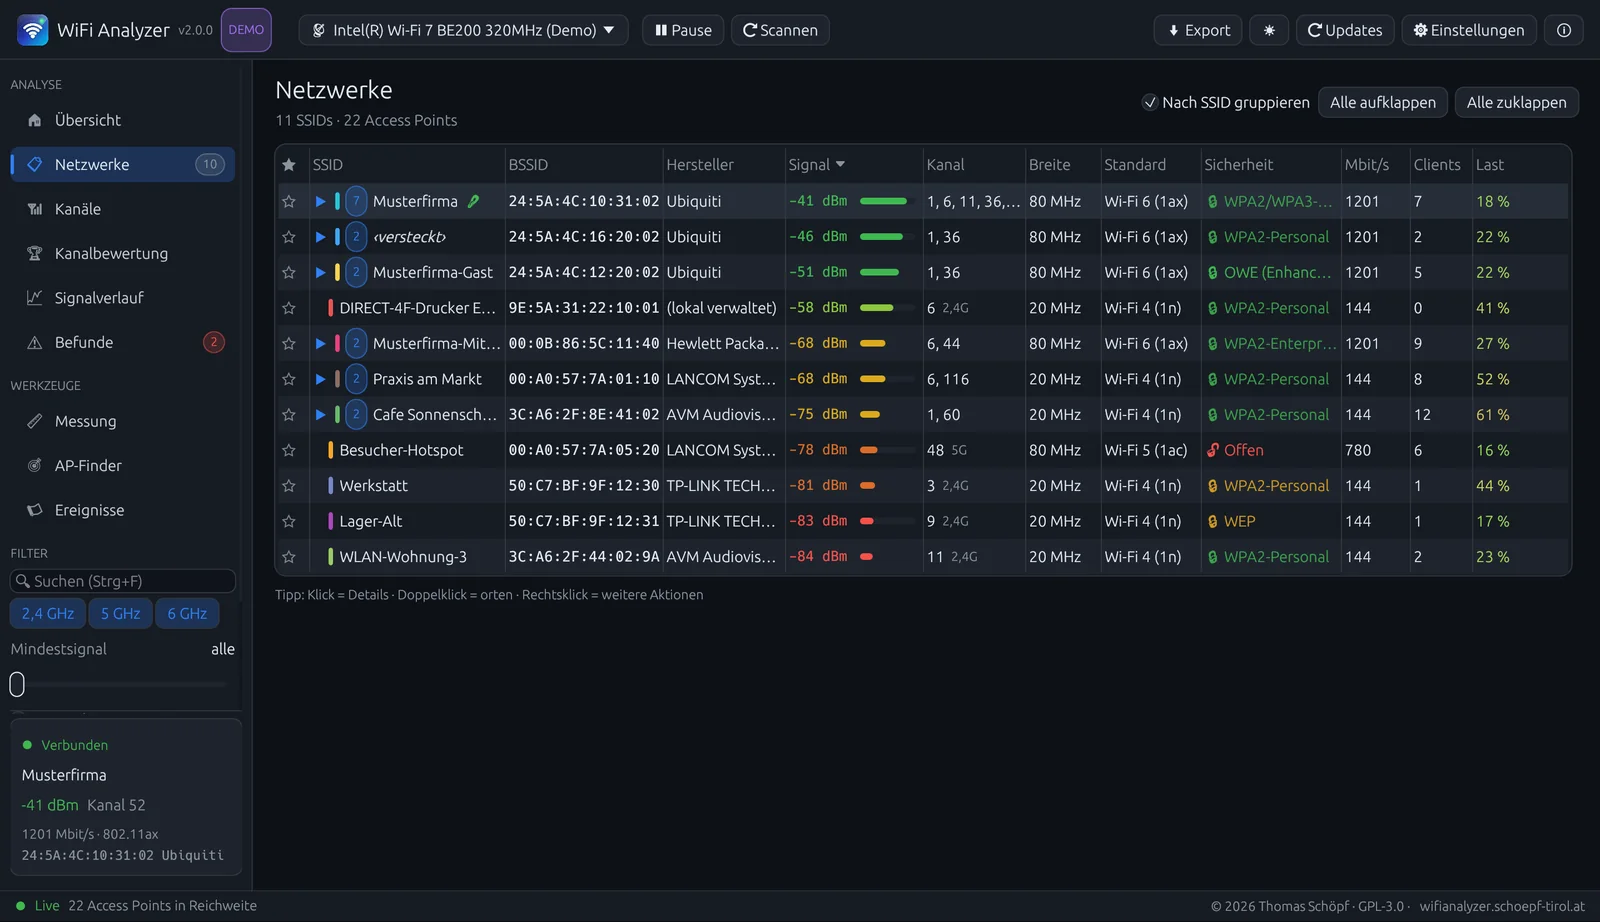 WiFi Analyzer v2.0.0 DEMO Intel(R) Wi-Fi 7 BE200 320MHz (Demo) Pause Scannen Export Updates Einstellungen
ANALYSE
Übersicht
Netzwerke 10
Kanäle
Kanalbewertung
Signalverlauf
Befunde 2
WERKZEUGE
Messung
AP-Finder
Ereignisse
FILTER
Suchen (Strg+F)
2,4 GHz 5 GHz 6 GHz
Mindestsignal alle
Verbunden
Musterfirma
-41 dBm Kanal 52
1201 Mbit/s · 802.11ax
24:5A:4C:10:31:02 Ubiquiti
Netzwerke
11 SSIDs · 22 Access Points
Nach SSID gruppieren Alle aufklappen Alle zuklappen
SSID BSSID Hersteller Signal Kanal Breite Standard Sicherheit Mbit/s Clients Last
7 Musterfirma 24:5A:4C:10:31:02 Ubiquiti -41 dBm 1, 6, 11, 36,... 80 MHz Wi-Fi 6 (1ax) WPA2/WPA3-... 1201 7 18 %
2 ‹versteckt› 24:5A:4C:16:20:02 Ubiquiti -46 dBm 1, 36 80 MHz Wi-Fi 6 (1ax) WPA2-Personal 1201 2 22 %
2 Musterfirma-Gast 24:5A:4C:12:20:02 Ubiquiti -51 dBm 1, 36 80 MHz Wi-Fi 6 (1ax) OWE (Enhanc... 1201 5 22 %
DIRECT-4F-Drucker E... 9E:5A:31:22:10:01 (lokal verwaltet) -58 dBm 6 2,4G 20 MHz Wi-Fi 4 (1n) WPA2-Personal 144 0 41 %
2 Musterfirma-Mit... 00:0B:86:5C:11:40 Hewlett Packa... -68 dBm 6, 44 80 MHz Wi-Fi 6 (1ax) WPA2-Enterpr... 1201 9 27 %
2 Praxis am Markt 00:A0:57:7A:01:10 LANCOM Syst... -68 dBm 6, 116 20 MHz Wi-Fi 4 (1n) WPA2-Personal 144 8 52 %
2 Cafe Sonnensch... 3C:A6:2F:8E:41:02 AVM Audiovis... -75 dBm 1, 60 20 MHz Wi-Fi 4 (1n) WPA2-Personal 144 12 61 %
Besucher-Hotspot 00:A0:57:7A:05:20 LANCOM Syst... -78 dBm 48 5G 80 MHz Wi-Fi 5 (1ac) Offen 780 6 16 %
Werkstatt 50:C7:BF:9F:12:30 TP-LINK TECH... -81 dBm 3 2,4G 20 MHz Wi-Fi 4 (1n) WPA2-Personal 144 1 44 %
Lager-Alt 50:C7:BF:9F:12:31 TP-LINK TECH... -83 dBm 9 2,4G 20 MHz Wi-Fi 4 (1n) WEP 144 1 17 %
WLAN-Wohnung-3 3C:A6:2F:44:02:9A AVM Audiovis... -84 dBm 11 2,4G 20 MHz Wi-Fi 4 (1n) WPA2-Personal 144 2 23 %
Tipp: Klick = Details · Doppelklick = orten · Rechtsklick = weitere Aktionen
Live 22 Access Points in Reichweite © 2026 Thomas Schöpf · GPL-3.0 · wifianalyzer.schoepf-tirol.at